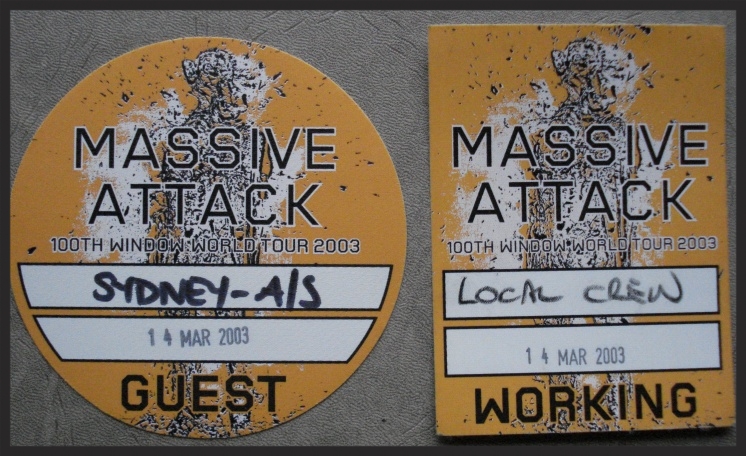 MASSIVE
ATTACK
100TH WINDOW WORLD TOUR 2003
SYDNEY-A/S
14 MAR 2003
GUEST
MASSIVE
ATTACK
100TH WINDOW WORLD TOUR 2003
LOCAL CREW
14 MAR 2003
WORKING